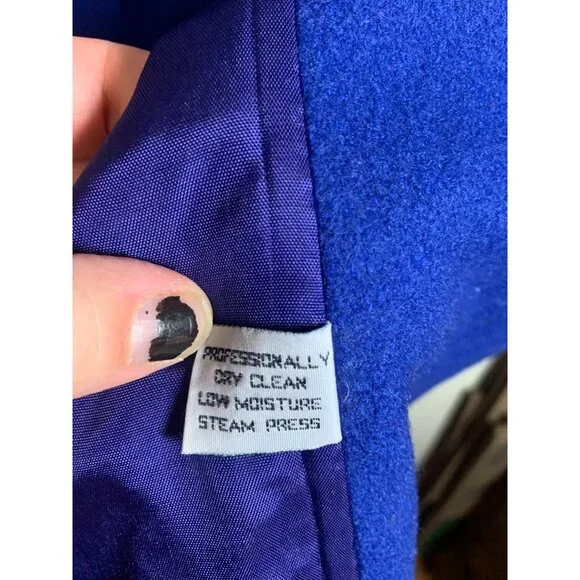 PROFESSIONALLY
DRY CLEAN
LOW MOISTURE
STEAM PRESS